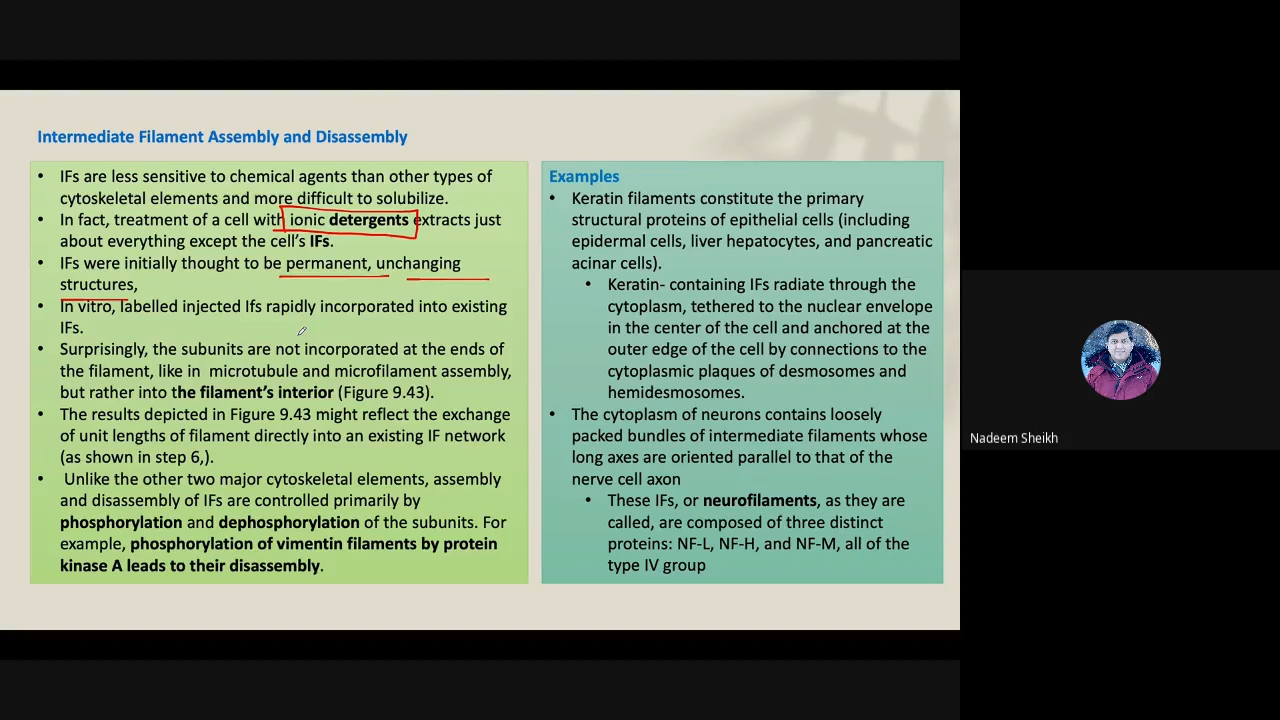 Intermediate Filament Assembly and Disassembly
• IFs are less sensitive to chemical agents than other types of
cytoskeletal elements and more difficult to solubilize.
• In fact, treatment of a cell with ionic detergents extracts just
about everything except the cell's IFs.
• IFs were initially thought to be permanent, unchanging
structures,
• In vitro, labelled injected Ifs rapidly incorporated into existing
IFs.
• Surprisingly, the subunits are not incorporated at the ends of
the filament, like in microtubule and microfilament assembly,
but rather into the filament's interior (Figure 9.43).
• The results depicted in Figure 9.43 might reflect the exchange
of unit lengths of filament directly into an existing IF network
(as shown in step 6,).
• Unlike the other two major cytoskeletal elements, assembly
and disassembly of IFs are controlled primarily by
phosphorylation and dephosphorylation of the subunits. For
example, phosphorylation of vimentin filaments by protein
kinase A leads to their disassembly.
Examples
• Keratin filaments constitute the primary
structural proteins of epithelial cells (including
epidermal cells, liver hepatocytes, and pancreatic
acinar cells).
• Keratin- containing IFs radiate through the
cytoplasm, tethered to the nuclear envelope
in the center of the cell and anchored at the
outer edge of the cell by connections to the
cytoplasmic plaques of desmosomes and
hemidesmosomes.
• The cytoplasm of neurons contains loosely
packed bundles of intermediate filaments whose
long axes are oriented parallel to that of the
nerve cell axon
• These IFs, or neurofilaments, as they are
called, are composed of three distinct
proteins: NF-L, NF-H, and NF-M, all of the
type IV group
Nadeem Sheikh